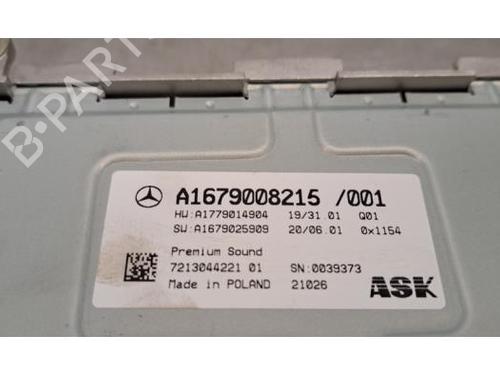 A1679008215 /001
HW:A1779014904 19/31.01 Q01
SW:A1679025909 20/06.01 0x1154
Premium Sound
7213044221 01 SN:0039373
Made in POLAND 21026 ASK
B-PARTS